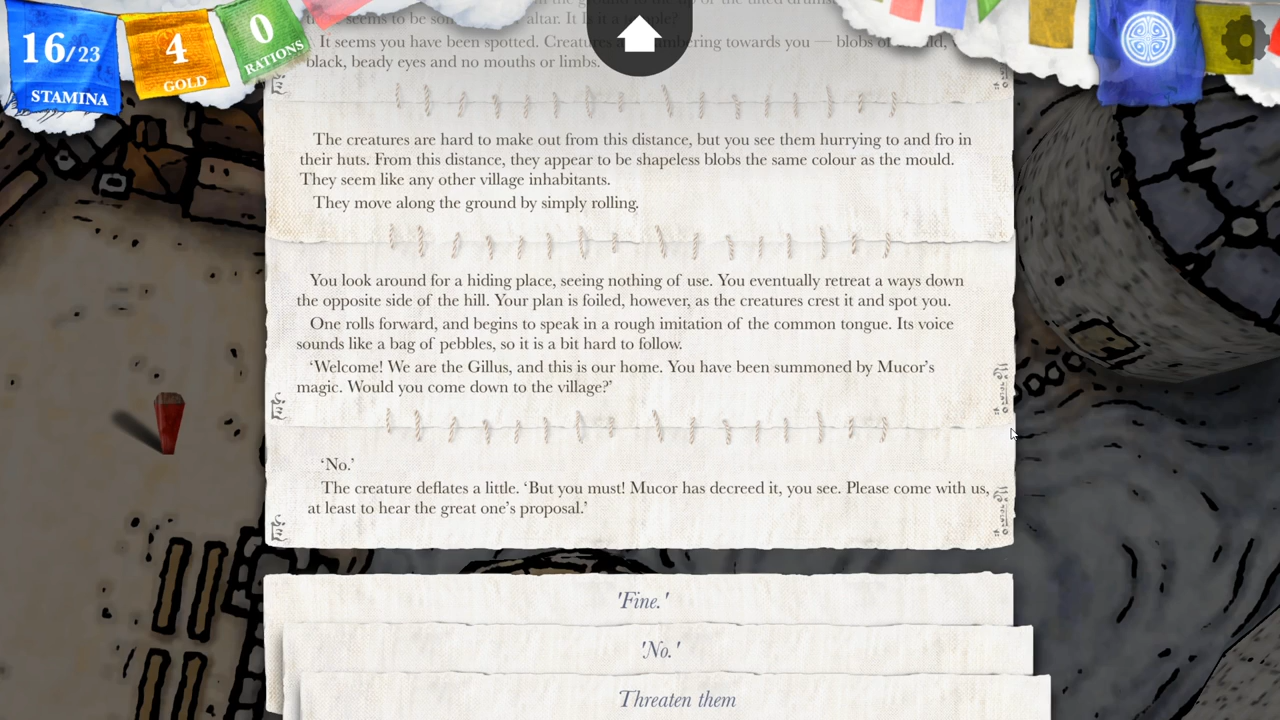 16/23
STAMINA
4
GOLD
0
RATIONS
It seems you have been spotted. Creatures towards you — blobs of
black, beady eyes and no mouths or limbs.
The creatures are hard to make out from this distance, but you see them hurrying to and fro in
their huts. From this distance, they appear to be shapeless blobs the same colour as the mould.
They seem like any other village inhabitants.
They move along the ground by simply rolling.
You look around for a hiding place, seeing nothing of use. You eventually retreat a ways down
the opposite side of the hill. Your plan is foiled, however, as the creatures crest it and spot you.
One rolls forward, and begins to speak in a rough imitation of the common tongue. Its voice
sounds like a bag of pebbles, so it is a bit hard to follow.
‘Welcome! We are the Gillus, and this is our home. You have been summoned by Mucor’s
magic. Would you come down to the village?’
‘No.’
The creature deflates a little. ‘But you must! Mucor has decreed it, you see. Please come with us,
at least to hear the great one’s proposal.’
'Fine.'
'No.'
Threaten them